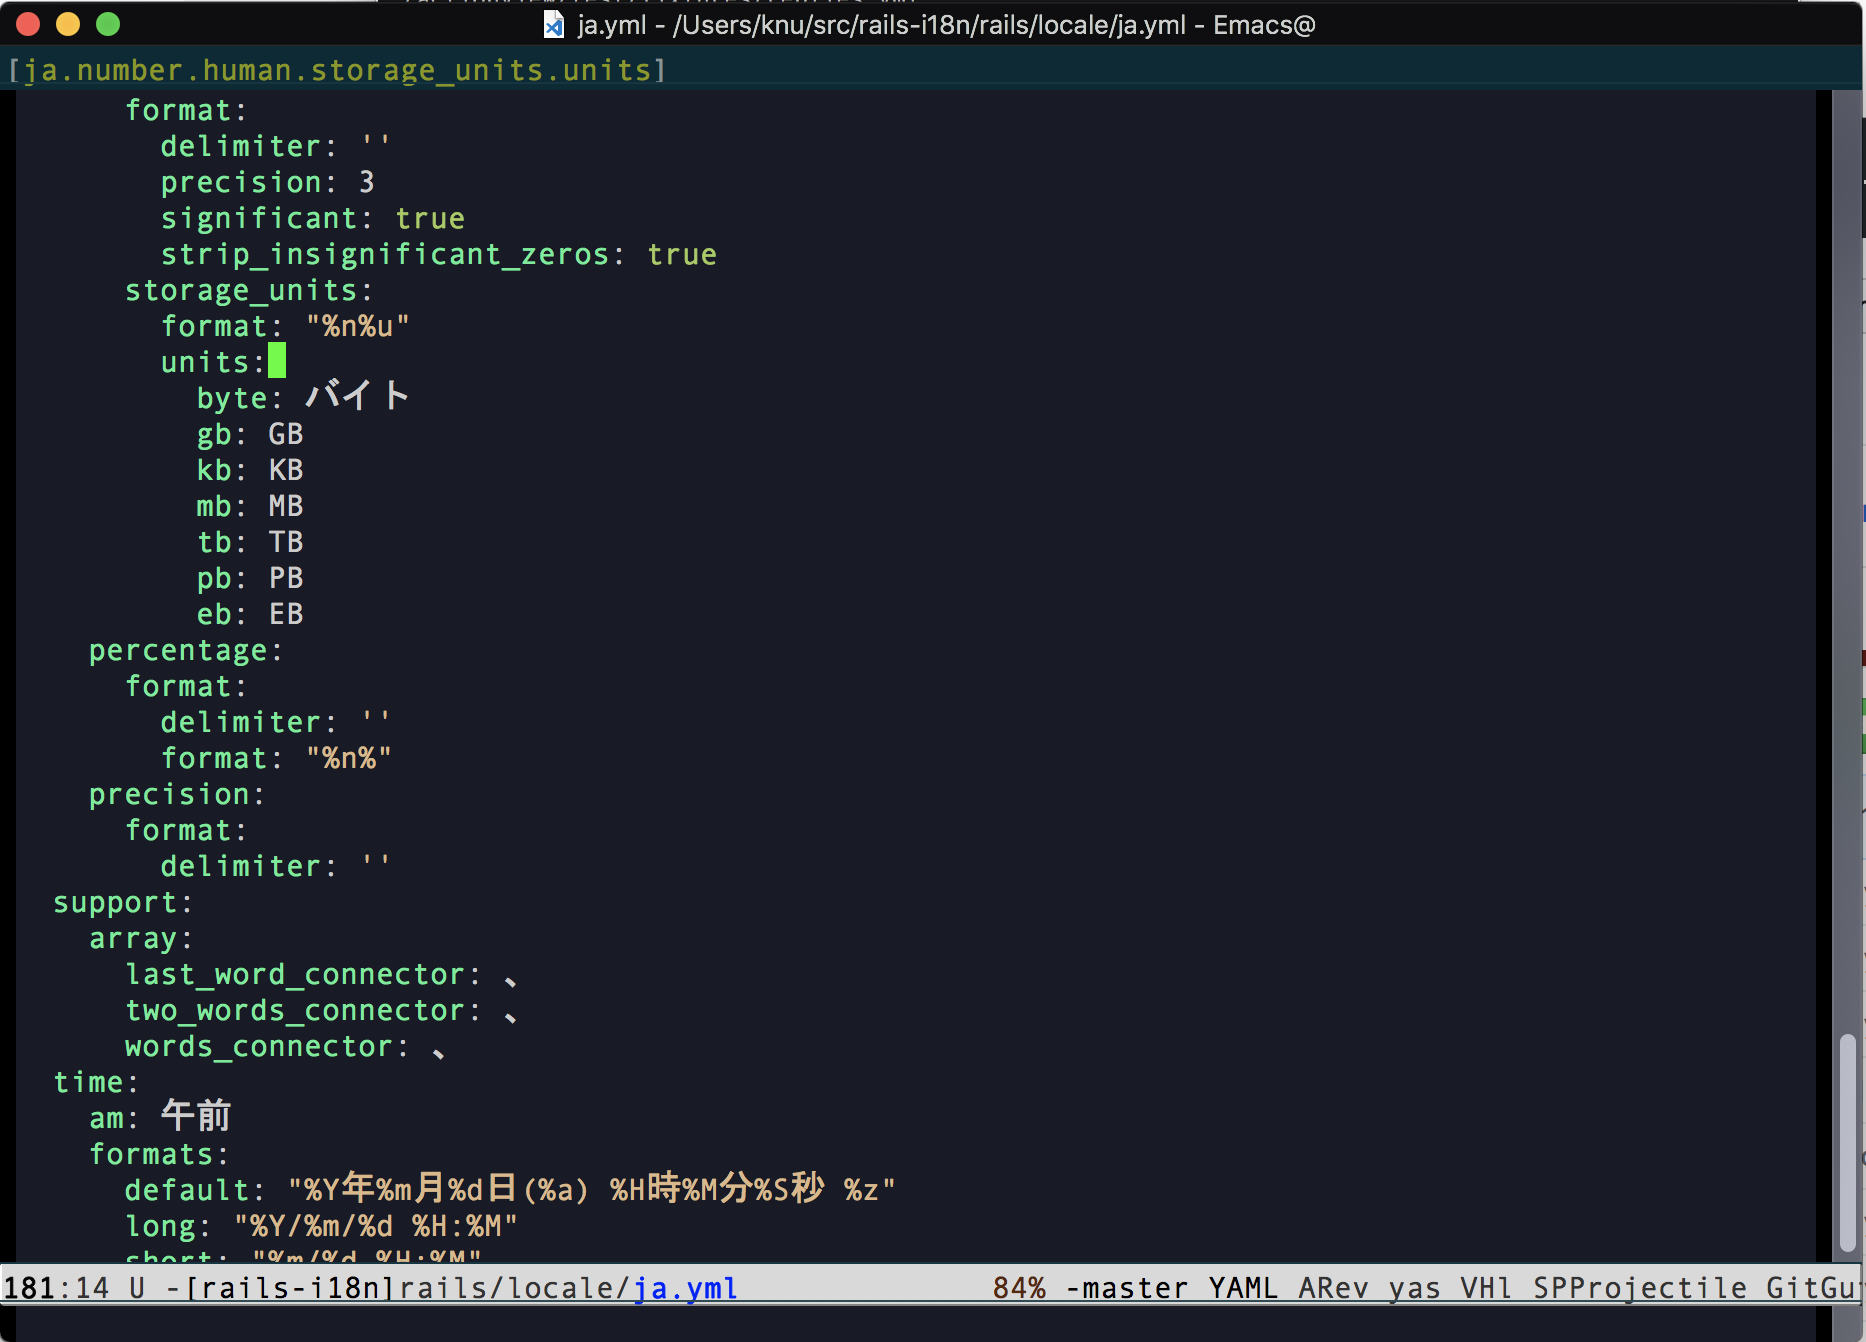 ja.yml - /Users/knu/src/rails-i18n/rails/locale/ja.yml - Emacs@
[ja.number.human.storage_units.units]
format:
delimiter: ''
precision: 3
significant: true
strip_insignificant_zeros: true
storage_units:
format: "%n%u"
units:
byte: バイト
gb: GB
kb: KB
mb: MB
tb: TB
pb: PB
eb: EB
percentage:
format:
delimiter: ''
format: "%n%"
precision:
format:
delimiter: ''
support:
array:
last_word_connector: 、
two_words_connector: 、
words_connector: 、
time:
am: 午前
formats:
default: "%Y年%m月%d日(%a) %H時%M分%S秒 %z"
long: "%Y/%m/%d %H:%M"
short: "%m/%d %H:%M"
181:14 U -[rails-i18n]rails/locale/ja.yml 84% -master YAML ARev yas VHl SPProjectile GitGu